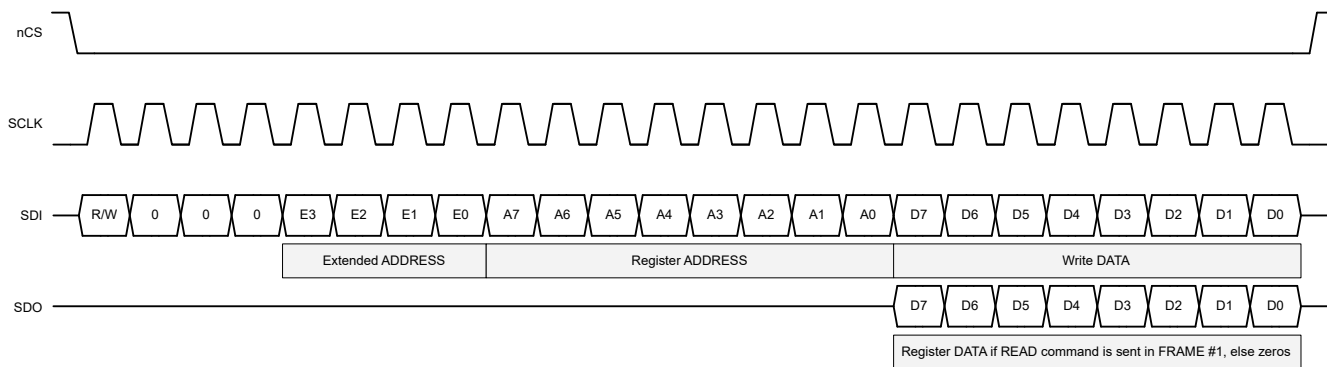 nCS
SCLK
SDI R/W 0 0 0 E3 E2 E1 E0 A7 A6 A5 A4 A3 A2 A1 A0 D7 D6 D5 D4 D3 D2 D1 D0
Extended ADDRESS Register ADDRESS Write DATA
SDO D7 D6 D5 D4 D3 D2 D1 D0
Register DATA if READ command is sent in FRAME #1, else zeros